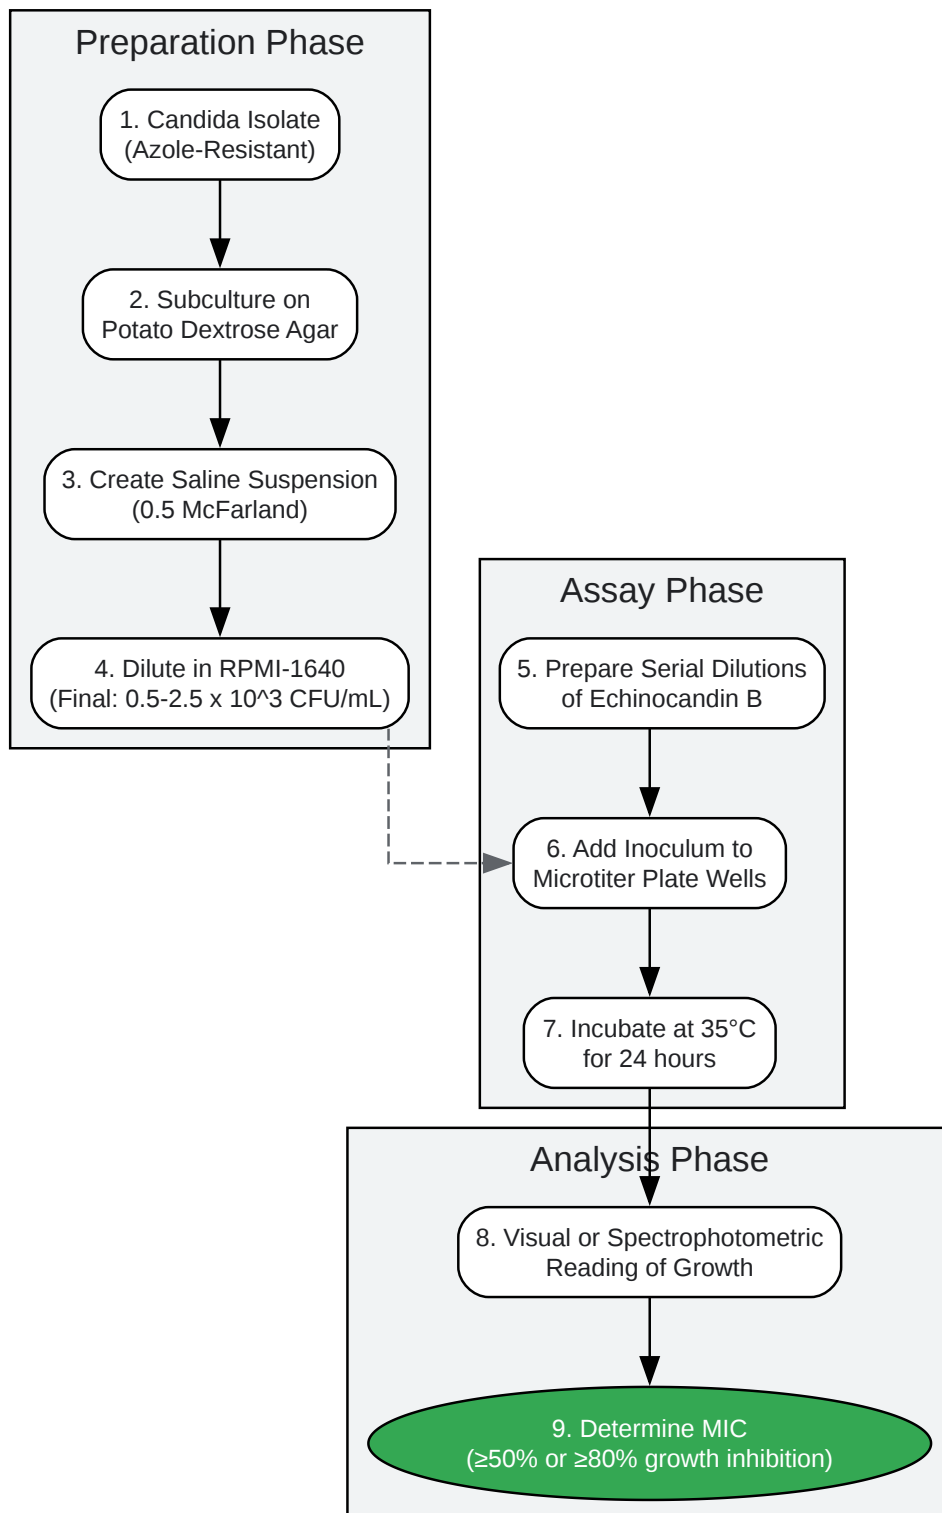 Preparation Phase
1. Candida Isolate
(Azole-Resistant)
2. Subculture on
Potato Dextrose Agar
3. Create Saline Suspension
(0.5 McFarland)
4. Dilute in RPMI-1640
(Final: 0.5-2.5 x 10^3 CFU/mL)
Assay Phase
5. Prepare Serial Dilutions
of Echinocandin B
6. Add Inoculum to
Microtiter Plate Wells
7. Incubate at 35°C
for 24 hours
Analysis Phase
8. Visual or Spectrophotometric
Reading of Growth
9. Determine MIC
(≥50% or ≥80% growth inhibition)